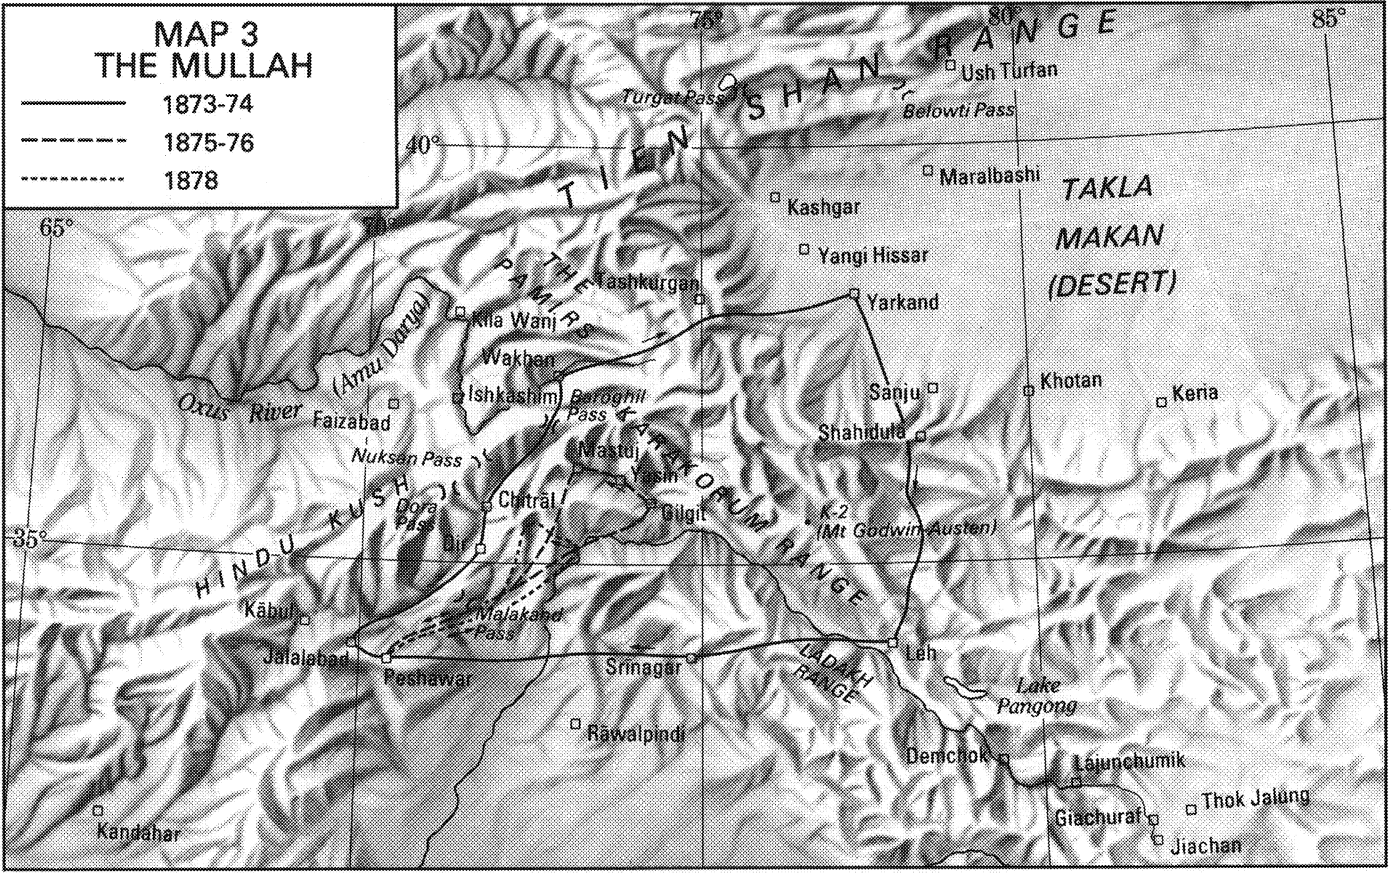 MAP 3
THE MULLAH
1873-74
1875-76
1878
75°
80°
85°
TIEN SHAN RANGE
Ush Turfan
Turgat Pass
Belowti Pass
40°
Maralbashi
TAKLA
MAKAN
(DESERT)
Kashgar
65°
70°
Yangi Hissar
THE
PAMIRS
Tashkurgan
Yarkand
Kila Wanj
(Amu Darya)
Wakhan
Oxus River
Ishkashim
Faizabad
Baroghil
Pass
Sanju
Khotan
Keria
Shahidula
Nuksan Pass
Mastuj
Yasin
KARAKORUM RANGE
HINDU KUSH
Dora
Pass
Chitrāl
Gilgit
K-2
(Mt Godwin-Austen)
35°
Dir
Kābul
Malakand
Pass
Jalalabad
Peshawar
Srinagar
Leh
LADAKH
RANGE
Lake
Pangong
Rāwalpindi
Demchok
Lājunchumik
Thok Jalung
Giachuraf
Jiachan
Kandahar